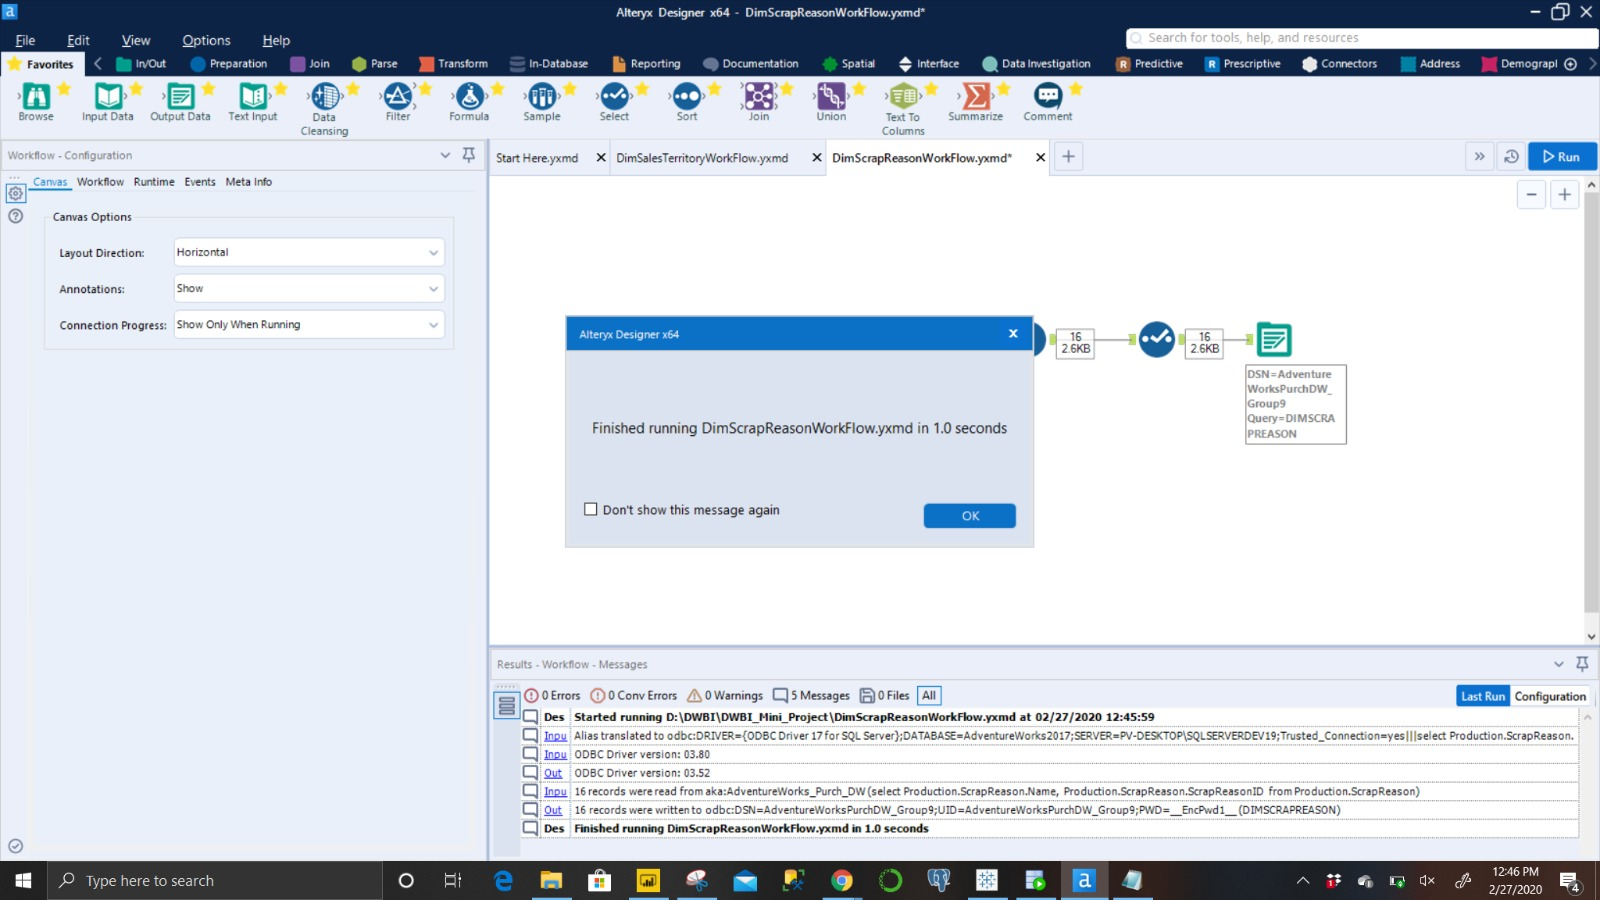 Alteryx Designer x64 - DimScrapReasonWorkFlow.yxmd*
File Edit View Options Help
Search for tools, help, and resources
Favorites In/Out Preparation Join Parse Transform In-Database Reporting Documentation Spatial Interface Data Investigation Predictive Prescriptive Connectors Address Demograpl
Browse Input Data Output Data Text Input Data Cleansing Filter Formula Sample Select Sort Join Union Text To Columns Summarize Comment
Workflow - Configuration
Start Here.yxmd DimSalesTerritoryWorkFlow.yxmd DimScrapReasonWorkFlow.yxmd* Run
Canvas Workflow Runtime Events Meta Info
Canvas Options
Layout Direction: Horizontal
Annotations: Show
Connection Progress: Show Only When Running
Alteryx Designer x64
Finished running DimScrapReasonWorkFlow.yxmd in 1.0 seconds
Don't show this message again
OK
16
2.6KB
16
2.6KB
DSN=Adventure
WorksPurchDW_
Group9
Query=DIMSCRA
PREASON
Results - Workflow - Messages
0 Errors 0 Conv Errors 0 Warnings 5 Messages 0 Files All Last Run Configuration
Des Started running D:\DWBI\DWBI_Mini_Project\DimScrapReasonWorkFlow.yxmd at 02/27/2020 12:45:59
Inpu Alias translated to odbc:DRIVER={ODBC Driver 17 for SQL Server};DATABASE=AdventureWorks2017;SERVER=PV-DESKTOP\SQLSERVERDEV19;Trusted_Connection=yes|||select Production.ScrapReason.
Inpu ODBC Driver version: 03.80
Out ODBC Driver version: 03.52
Inpu 16 records were read from aka:AdventureWorks_Purch_DW (select Production.ScrapReason.Name, Production.ScrapReason.ScrapReasonID from Production.ScrapReason)
Out 16 records were written to odbc:DSN=AdventureWorksPurchDW_Group9;UID=AdventureWorksPurchDW_Group9;PWD=__EncPwd1__ (DIMSCRAPREASON)
Des Finished running DimScrapReasonWorkFlow.yxmd in 1.0 seconds
Type here to search
12:46 PM
2/27/2020
4